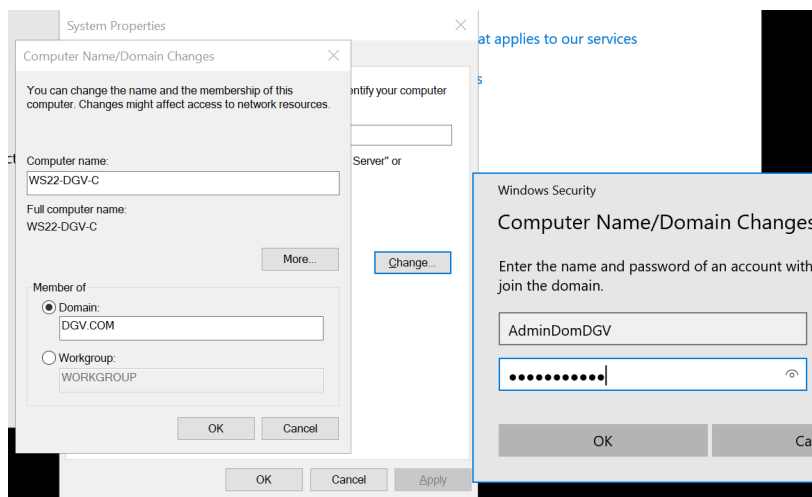 System Properties
at applies to our services
Computer Name/Domain Changes
You can change the name and the membership of this
computer. Changes might affect access to network resources.
entify your computer
Server" or
Computer name:
WS22-DGV-C
Full computer name:
WS22-DGV-C
More...
Change...
Member of
Domain:
DGV.COM
Workgroup:
WORKGROUP
OK
Cancel
OK
Cancel
Apply
Windows Security
Computer Name/Domain Changes
Enter the name and password of an account with
join the domain.
AdminDomDGV
●●●●●●●●●●●
OK
Ca